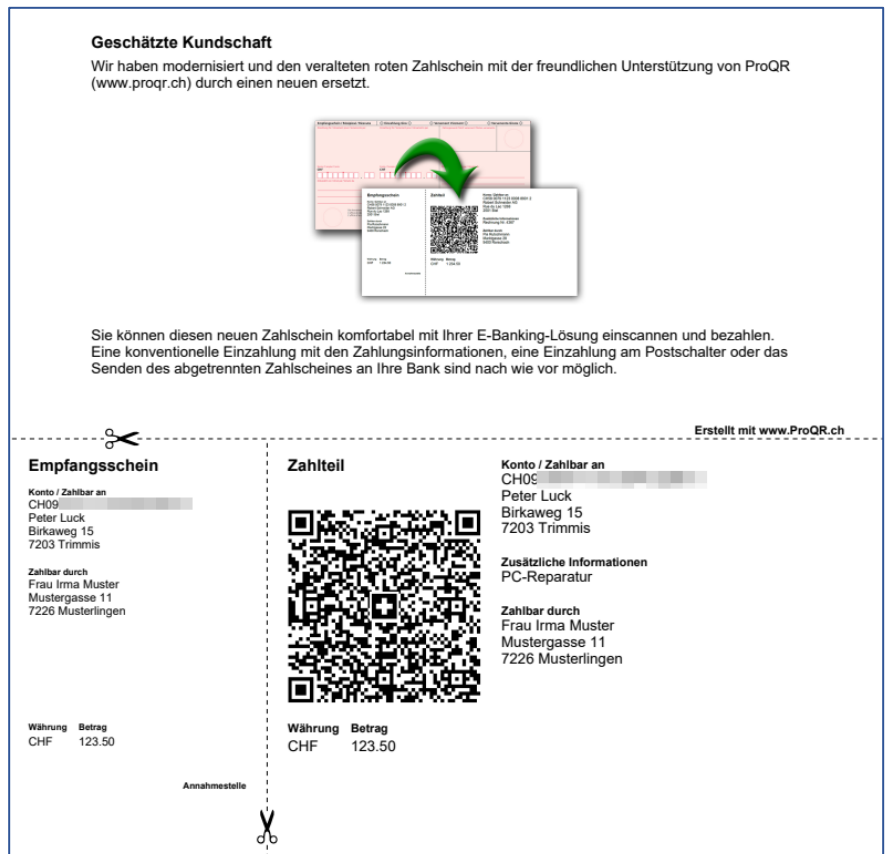 Geschätzte Kundschaft
Wir haben modernisiert und den veralteten roten Zahlschein mit der freundlichen Unterstützung von ProQR
(www.proqr.ch) durch einen neuen ersetzt.
Empfangsschein
Zahlteil
Währung Betrag
CHF
Sie können diesen neuen Zahlschein komfortabel mit Ihrer E-Banking-Lösung einscannen und bezahlen.
Eine konventionelle Einzahlung mit den Zahlungsinformationen, eine Einzahlung am Postschalter oder das
Senden des abgetrennten Zahlscheines an Ihre Bank sind nach wie vor möglich.
Erstellt mit www.ProQR.ch
Empfangsschein
Konto / Zahlbar an
CH09
Peter Luck
Birkaweg 15
7203 Trimmis
Zahlbar durch
Frau Irma Muster
Mustergasse 11
7226 Musterlingen
Währung Betrag
CHF 123.50
Annahmestelle
Zahlteil
Währung Betrag
CHF 123.50
Konto / Zahlbar an
CH09
Peter Luck
Birkaweg 15
7203 Trimmis
Zusätzliche Informationen
PC-Reparatur
Zahlbar durch
Frau Irma Muster
Mustergasse 11
7226 Musterlingen